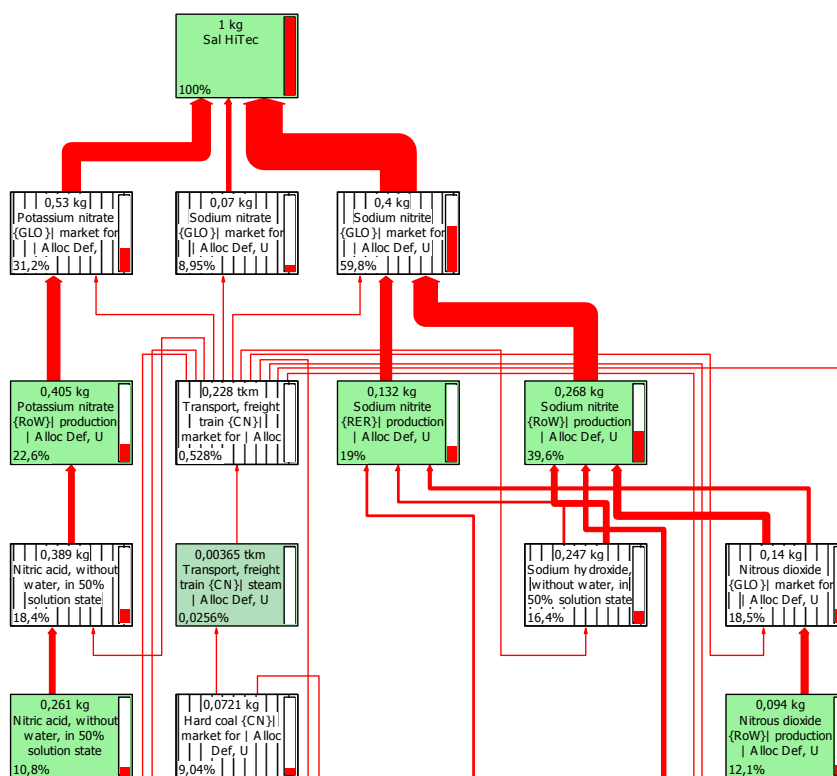 1 kg
Sal HiTec
100%
0,53 kg
Potassium nitrate
{GLO}| market for
| Alloc Def,
31,2%
0,07 kg
Sodium nitrate
{GLO}| market for
| Alloc Def, U
8,95%
0,4 kg
Sodium nitrite
{GLO}| market for
| Alloc Def, U
59,8%
0,405 kg
Potassium nitrate
{RoW}| production
| Alloc Def, U
22,6%
0,228 tkm
Transport, freight
train {CN}|
market for | Alloc
0,528%
0,132 kg
Sodium nitrite
{RER}| production
| Alloc Def, U
19%
0,268 kg
Sodium nitrite
{RoW}| production
| Alloc Def, U
39,6%
0,389 kg
Nitric acid, without
water, in 50%
solution state
18,4%
0,00365 tkm
Transport, freight
train {CN}| steam
| Alloc Def, U
0,0256%
0,247 kg
Sodium hydroxide,
without water, in
50% solution state
16,4%
0,14 kg
Nitrous dioxide
{GLO}| market for
| Alloc Def, U
18,5%
0,261 kg
Nitric acid, without
water, in 50%
solution state
10,8%
0,0721 kg
Hard coal {CN}|
market for | Alloc
Def, U
9,04%
0,094 kg
Nitrous dioxide
{RoW}| production
| Alloc Def, U
12,1%